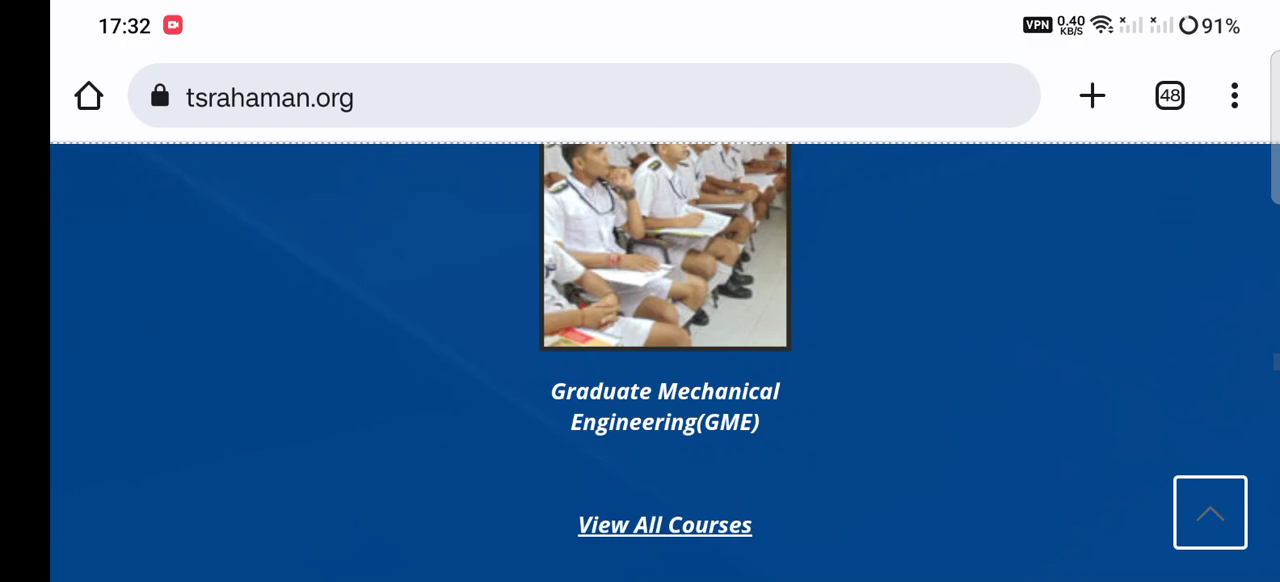 17:32
VPN 0.40 KB/S 91%
tsrahaman.org
48
Graduate Mechanical
Engineering(GME)
View All Courses